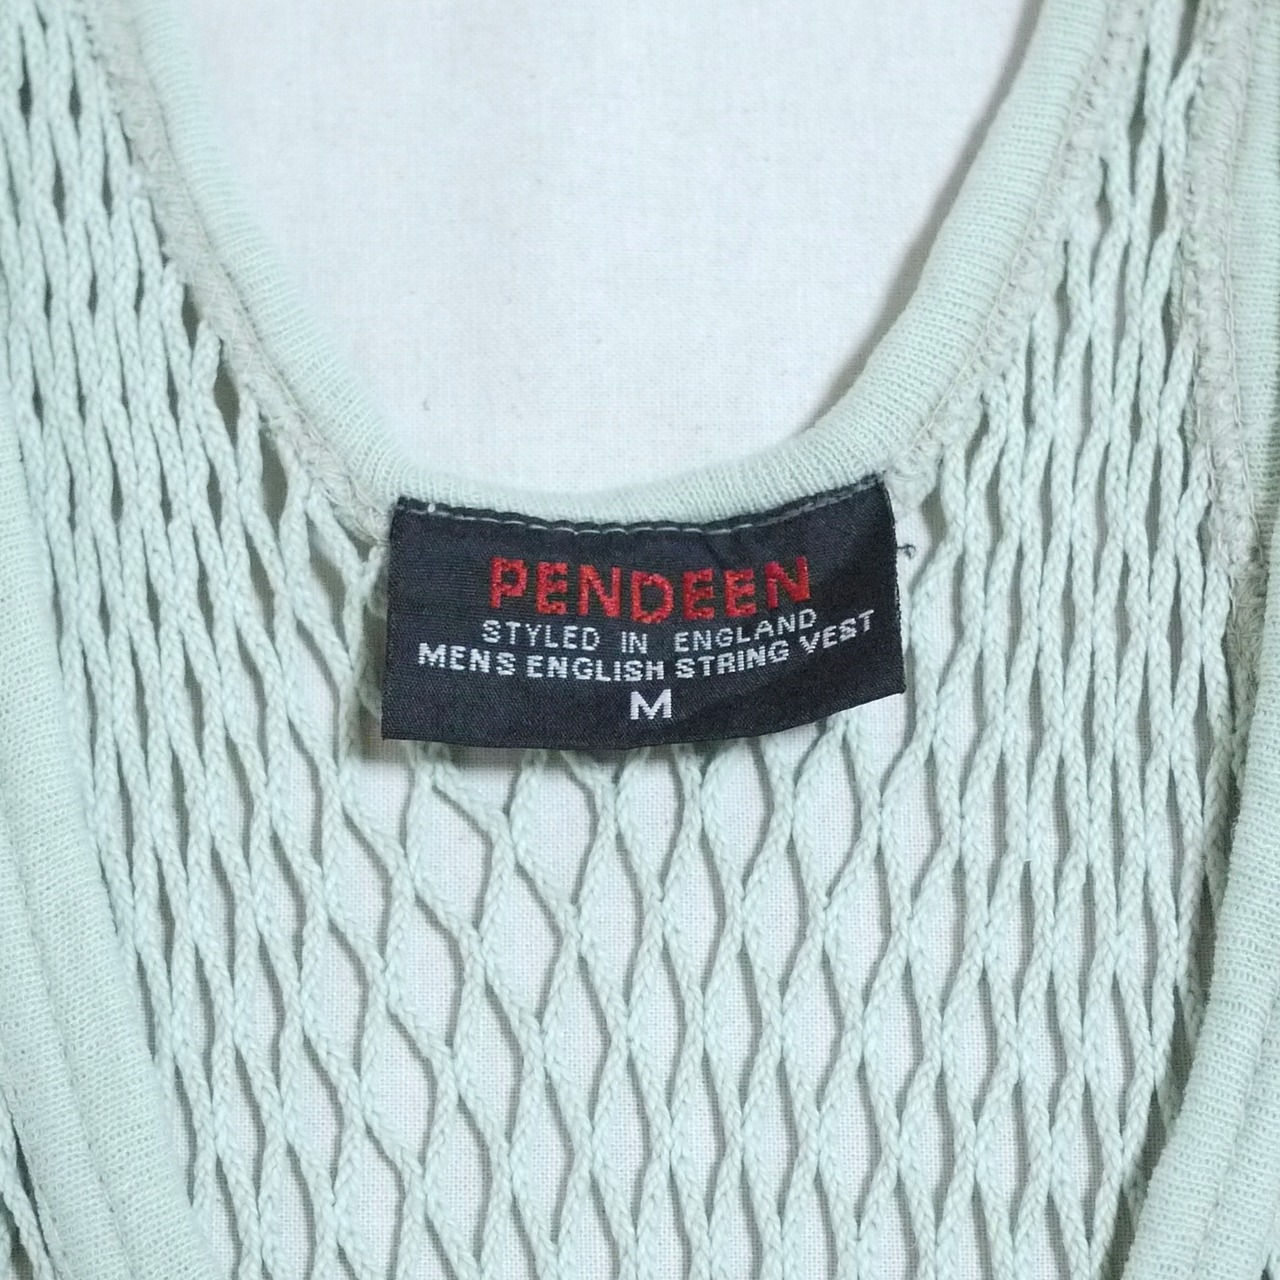 PENDEEN
STYLED IN ENGLAND
MENS ENGLISH STRING VEST
M